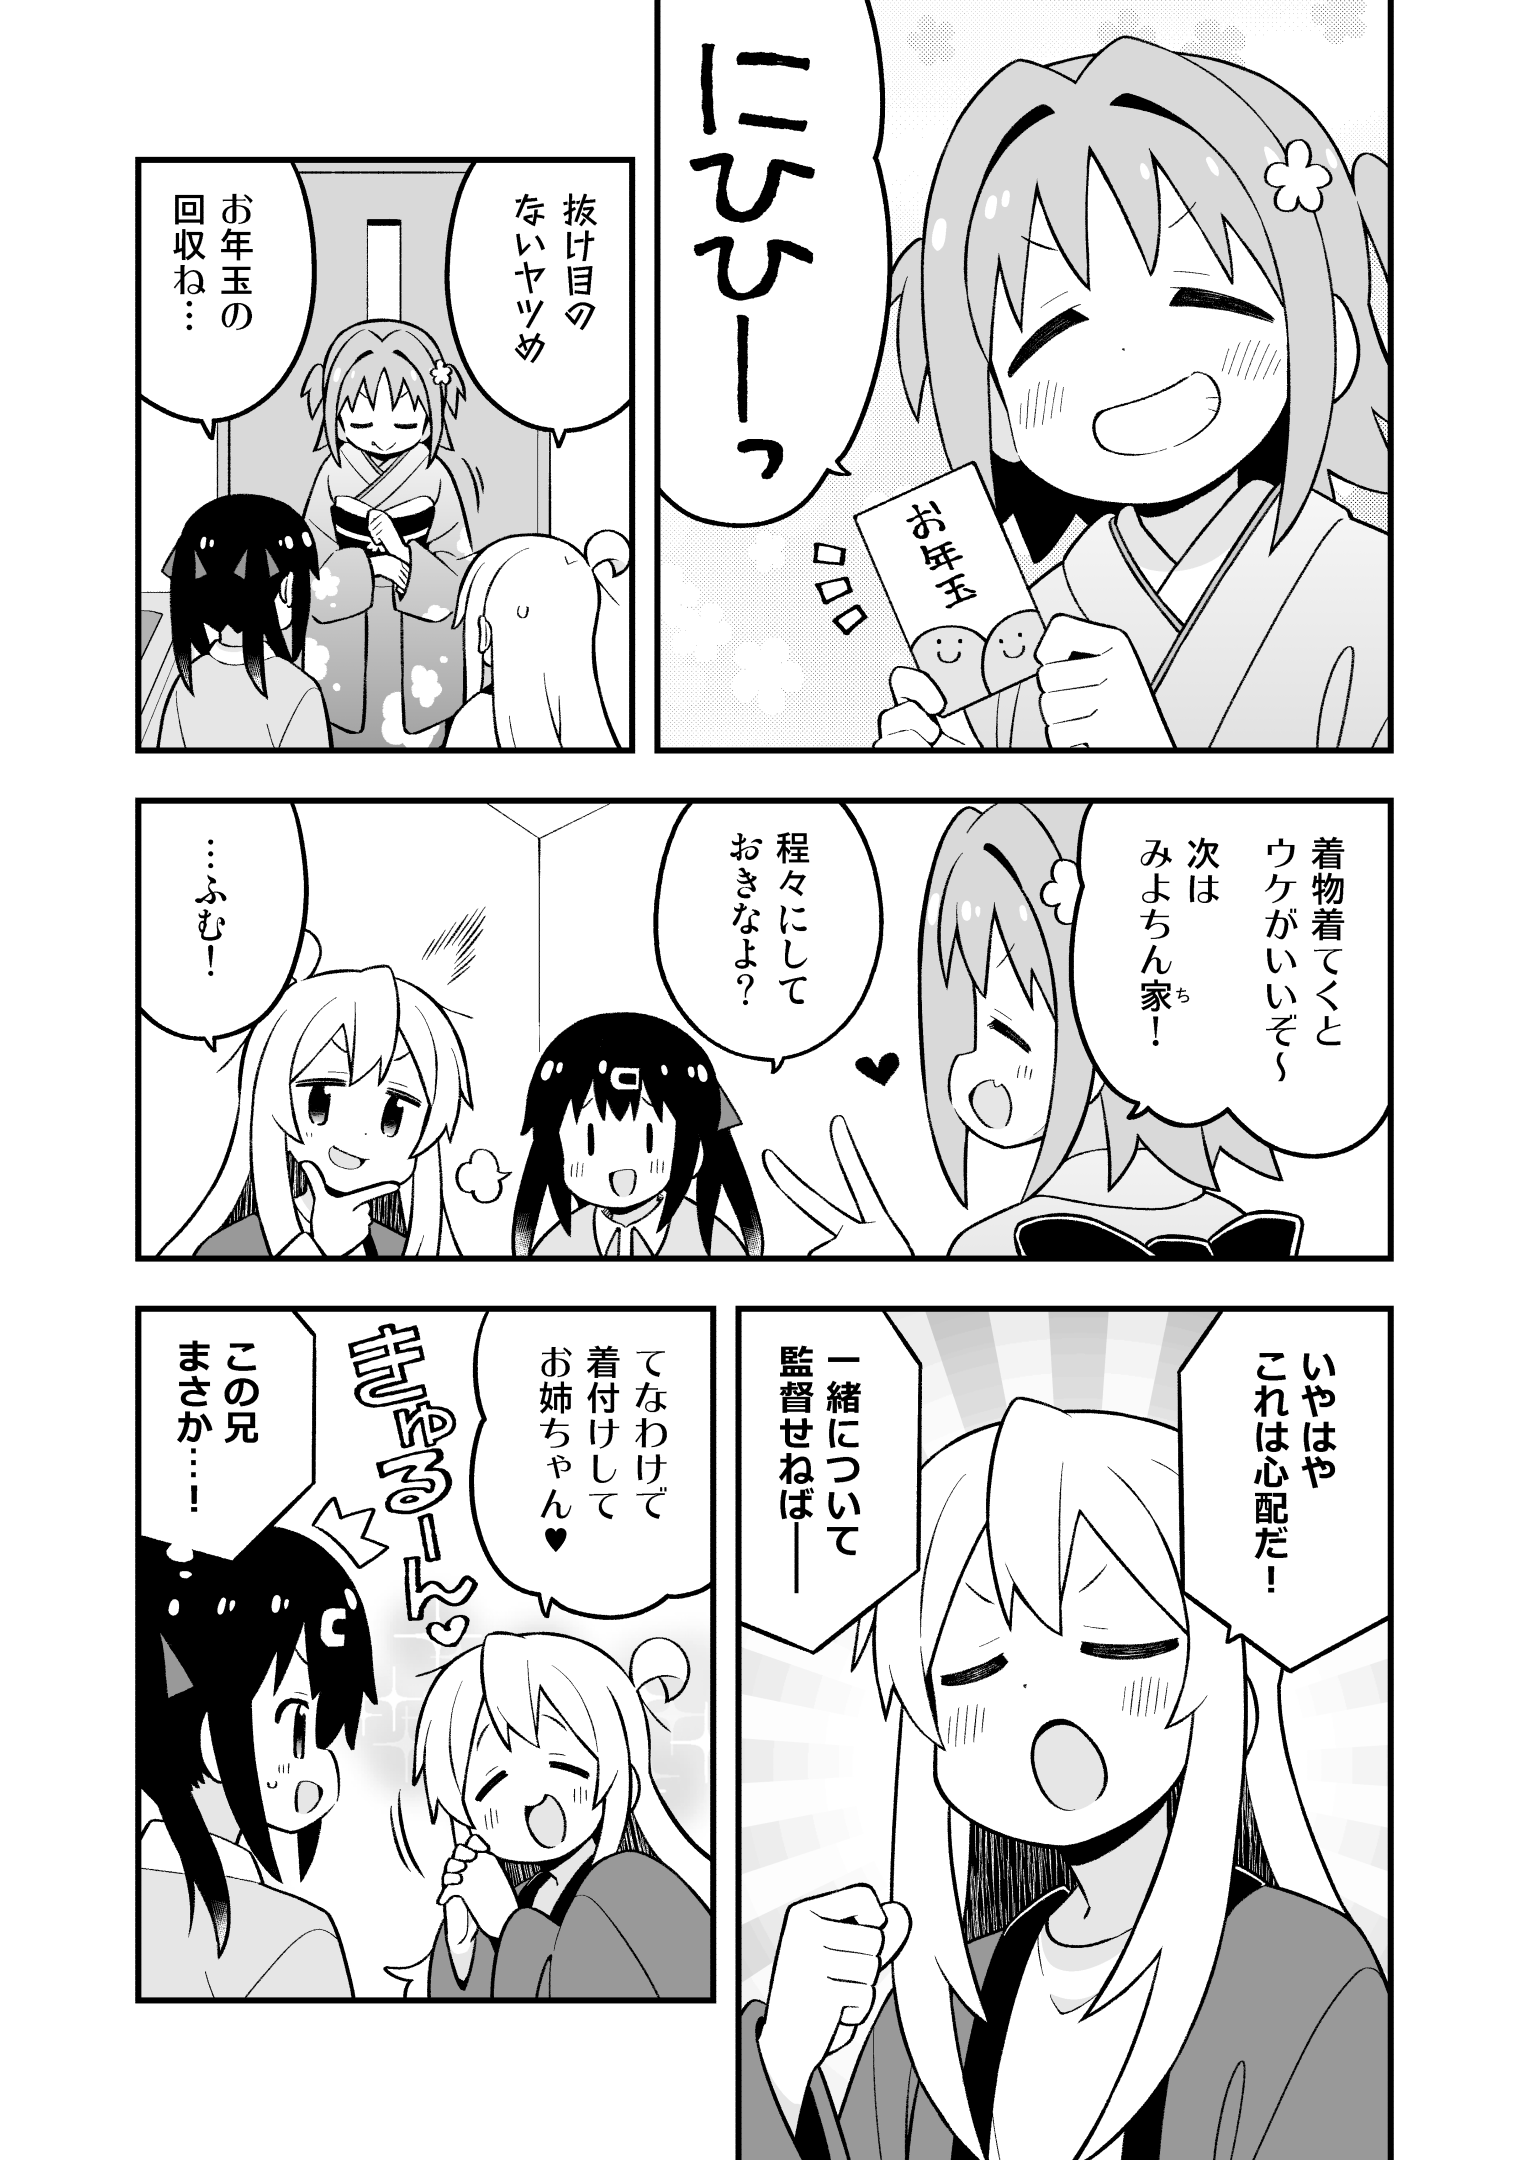 にひひーっ
お年玉
抜け目の
ないヤツめ
お年玉の
回収ね…
着物着てくと
ウケがいいぞ～
次は
みよちん家！
ち
程々にして
おきなよ？
…ふむ！
いやはや
これは心配だ！
一緒について
監督せねば――
てなわけで
着付けして
お姉ちゃん♥
きゅるーん♡
この兄
まさか…！